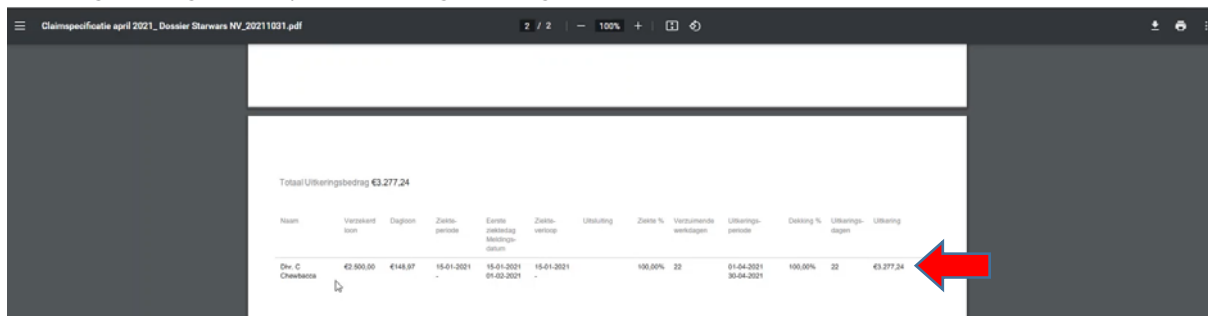 Claimspecificatie april 2021_ Dossier Starwars NV_20211031.pdf
2 / 2 | − 100% +
Totaal Uitkeringsbedrag €3.277,24
Naam Verzekerd loon Dagloon Ziekte-periode Eerste ziektedag Meldings-datum Ziekte-verloop Uitsluiting Ziekte % Verzuimende werkdagen Uitkerings-periode Dekking % Uitkerings-dagen Uitkering
Dhr. C Chewbacca €2.500,00 €148,97 15-01-2021 - 15-01-2021 01-02-2021 15-01-2021 - 100,00% 22 01-04-2021 30-04-2021 100,00% 22 €3.277,24